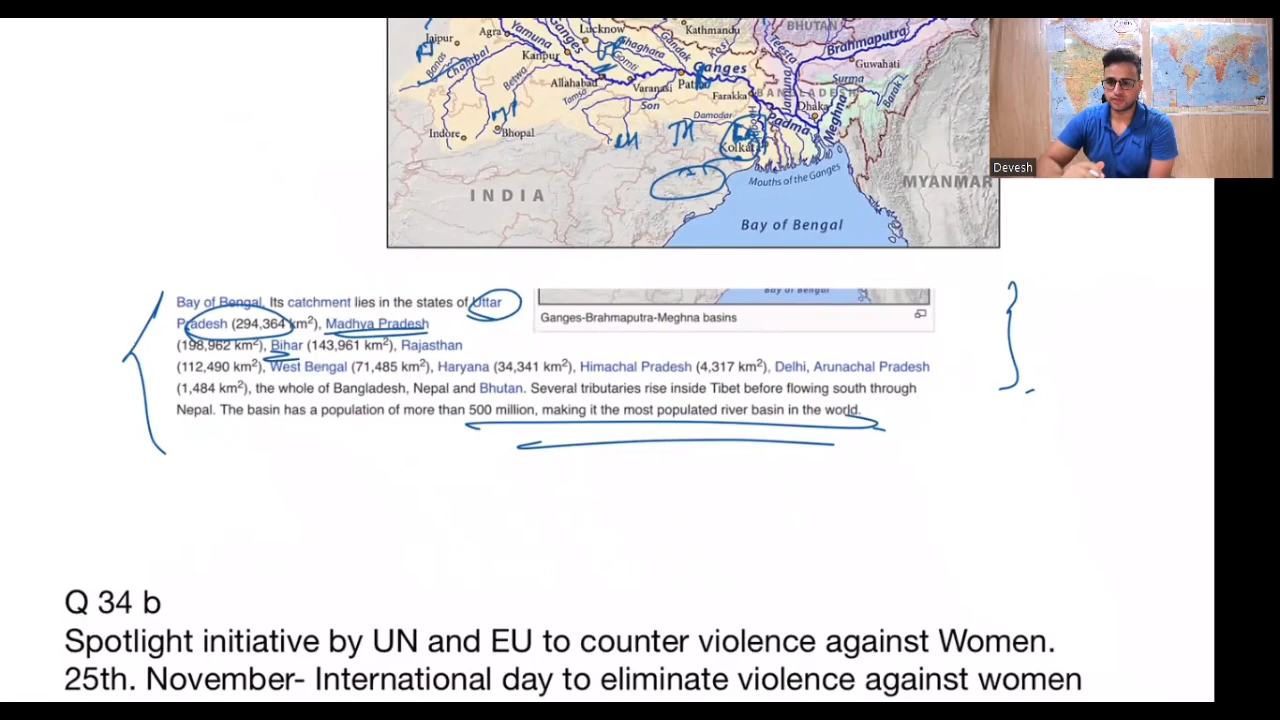 Jaipur
Agra
Yamuna
Ganges
Lucknow
Kathmandu
BHUTAN
Banas
Chambal
Kanpur
Gomti
Ghaghara
Gandak
Kosi
Teesta
Brahmaputra
Guwahati
Betwa
Allahabad
Varanasi
Ganges
Farakka
BANGLADESH
Jamuna
Surma
Barak
Tamsa
Son
Dhaka
Indore
Bhopal
Damodar
Padma
Meghna
Mouths of the Ganges
INDIA
MYANMAR
Bay of Bengal
Devesh
Bay of Bengal. Its catchment lies in the states of Uttar
Pradesh (294,364 km2), Madhya Pradesh
(198,962 km2), Bihar (143,961 km2), Rajasthan
(112,490 km2), West Bengal (71,485 km2), Haryana (34,341 km2), Himachal Pradesh (4,317 km2), Delhi, Arunachal Pradesh
(1,484 km2), the whole of Bangladesh, Nepal and Bhutan. Several tributaries rise inside Tibet before flowing south through
Nepal. The basin has a population of more than 500 million, making it the most populated river basin in the world.
Bay of Bengal
Ganges-Brahmaputra-Meghna basins
Q 34 b
Spotlight initiative by UN and EU to counter violence against Women.
25th. November- International day to eliminate violence against women